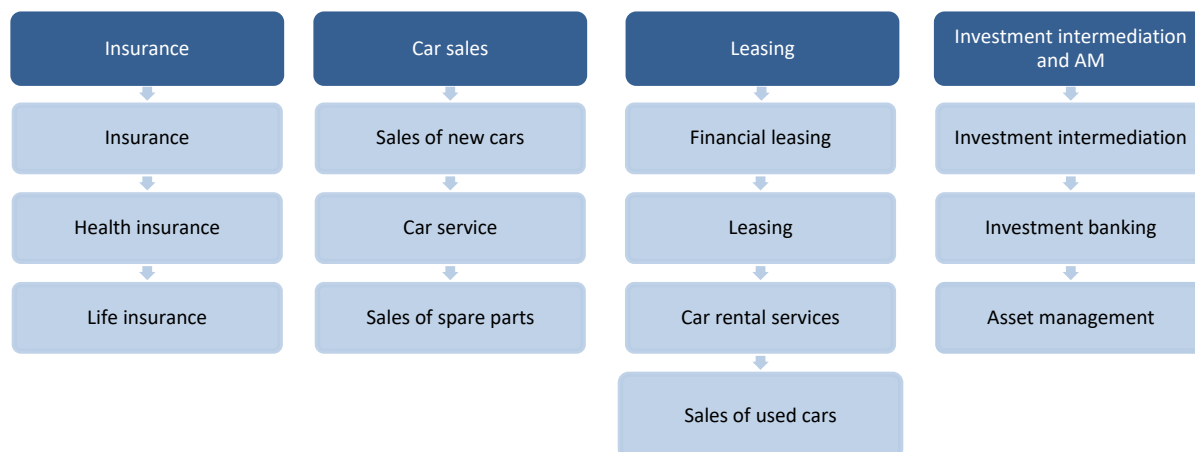 Insurance
Insurance
Health insurance
Life insurance
Car sales
Sales of new cars
Car service
Sales of spare parts
Leasing
Financial leasing
Leasing
Car rental services
Sales of used cars
Investment intermediation
and AM
Investment intermediation
Investment banking
Asset management